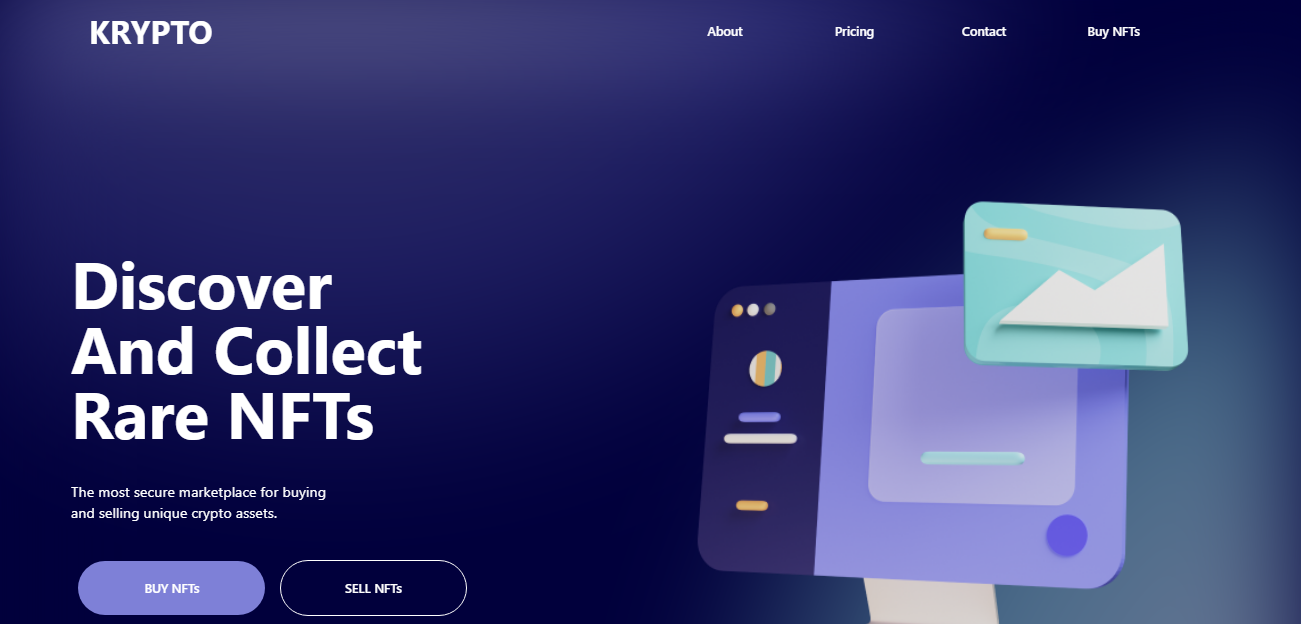 KRYPTO
About
Pricing
Contact
Buy NFTs
Discover
And Collect
Rare NFTs
The most secure marketplace for buying
and selling unique crypto assets.
BUY NFTs
SELL NFTs